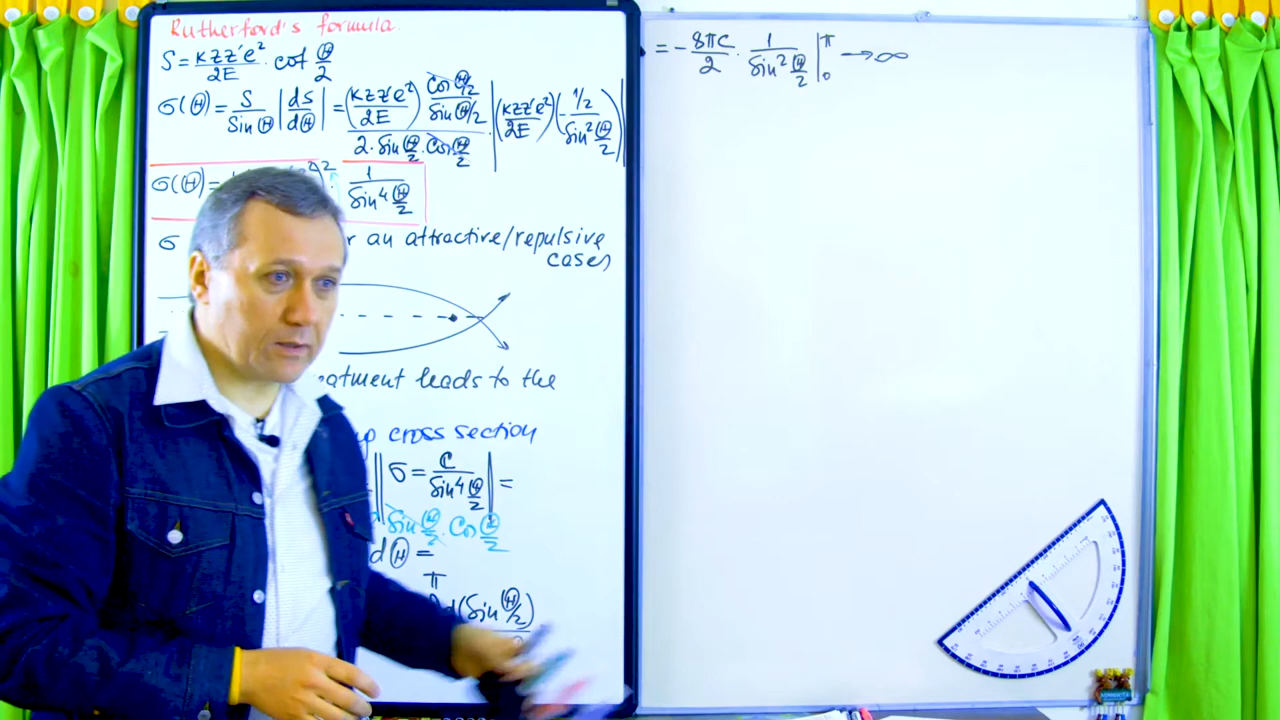 Rutherford's formula.
S = kzz'e²/2E · cot Θ/2
σ(Θ) = S/Sin Θ |ds/dΘ| = (kzz'e²/2E) Cos Θ/2 / Sin Θ/2 / 2·Sin Θ/2 · Cos Θ/2 · |(kzz'e²/2E)(-1/2 / Sin² Θ/2)|
σ(Θ) = · 1/Sin⁴ Θ/2
σ an attractive/repulsive
cases
leads to the
cross section
σ = C/Sin⁴ Θ/2 =
Sin Θ/2 · Cos Θ/2
dΘ =
π
d(Sin Θ/2)
= - 8πC/2 · 1/Sin² Θ/2 |₀^π → ∞